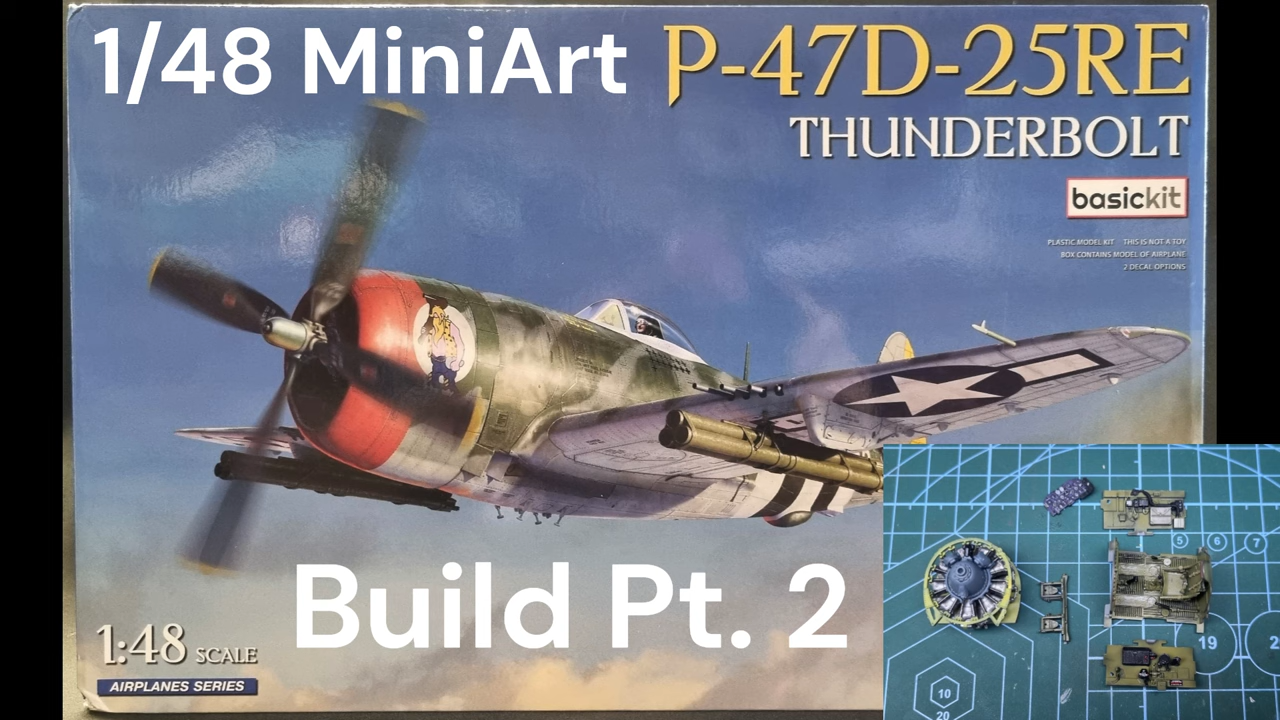 1/48 MiniArt
P-47D-25RE
THUNDERBOLT
basickit
PLASTIC MODEL KIT THIS IS NOT A TOY
BOX CONTAINS MODEL OF AIRPLANE
2 DECAL OPTIONS
Build Pt. 2
1:48 SCALE
AIRPLANES SERIES
5 6 7
19 2
10
20